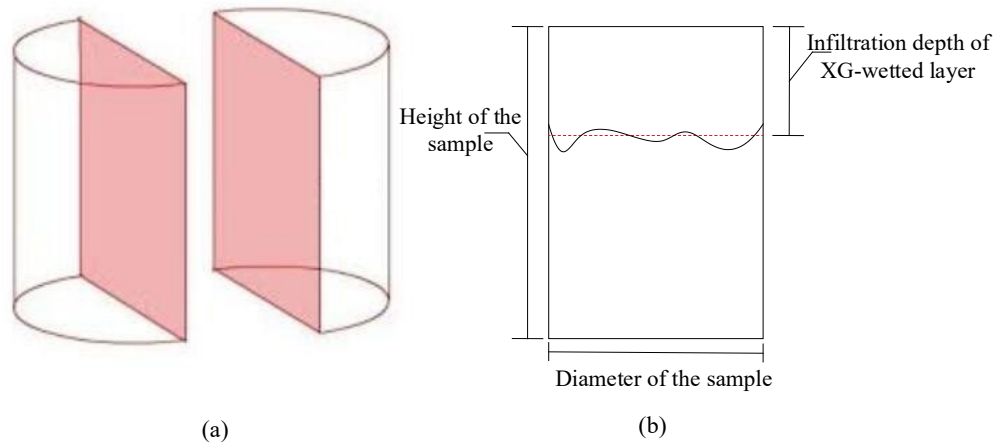 Infiltration depth of
XG-wetted layer
Height of the
sample
Diameter of the sample
(a)
(b)